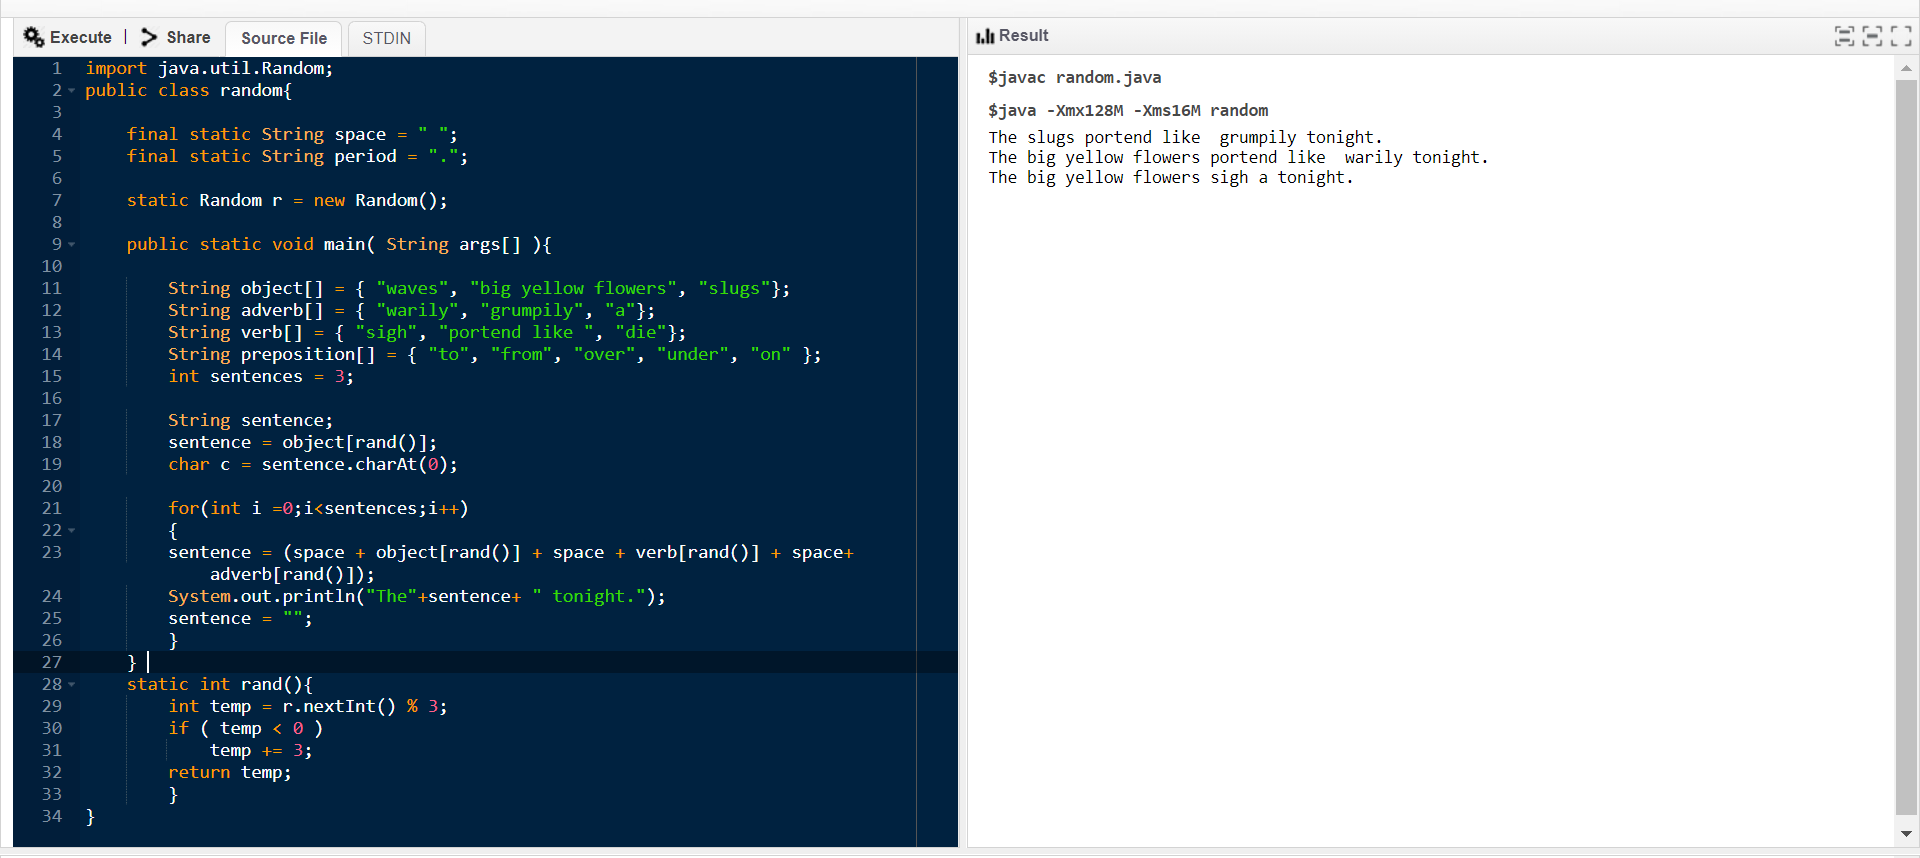 Execute | Share Source File STDIN
1 import java.util.Random;
2 public class random{
3
4 final static String space = " ";
5 final static String period = ".";
6
7 static Random r = new Random();
8
9 public static void main( String args[] ){
10
11 String object[] = { "waves", "big yellow flowers", "slugs"};
12 String adverb[] = { "warily", "grumpily", "a"};
13 String verb[] = { "sigh", "portend like ", "die"};
14 String preposition[] = { "to", "from", "over", "under", "on" };
15 int sentences = 3;
16
17 String sentence;
18 sentence = object[rand()];
19 char c = sentence.charAt(0);
20
21 for(int i =0;i<sentences;i++)
22 {
23 sentence = (space + object[rand()] + space + verb[rand()] + space+
adverb[rand()]);
24 System.out.println("The"+sentence+ " tonight.");
25 sentence = "";
26 }
27 }
28 static int rand(){
29 int temp = r.nextInt() % 3;
30 if ( temp < 0 )
31 temp += 3;
32 return temp;
33 }
34 }
Result
$javac random.java
$java -Xmx128M -Xms16M random
The slugs portend like  grumpily tonight.
The big yellow flowers portend like  warily tonight.
The big yellow flowers sigh a tonight.